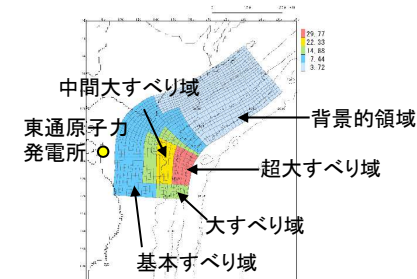 29.77
22.33
14.88
7.44
3.72
中間大すべり域
東通原子力
発電所
背景的領域
超大すべり域
大すべり域
基本すべり域